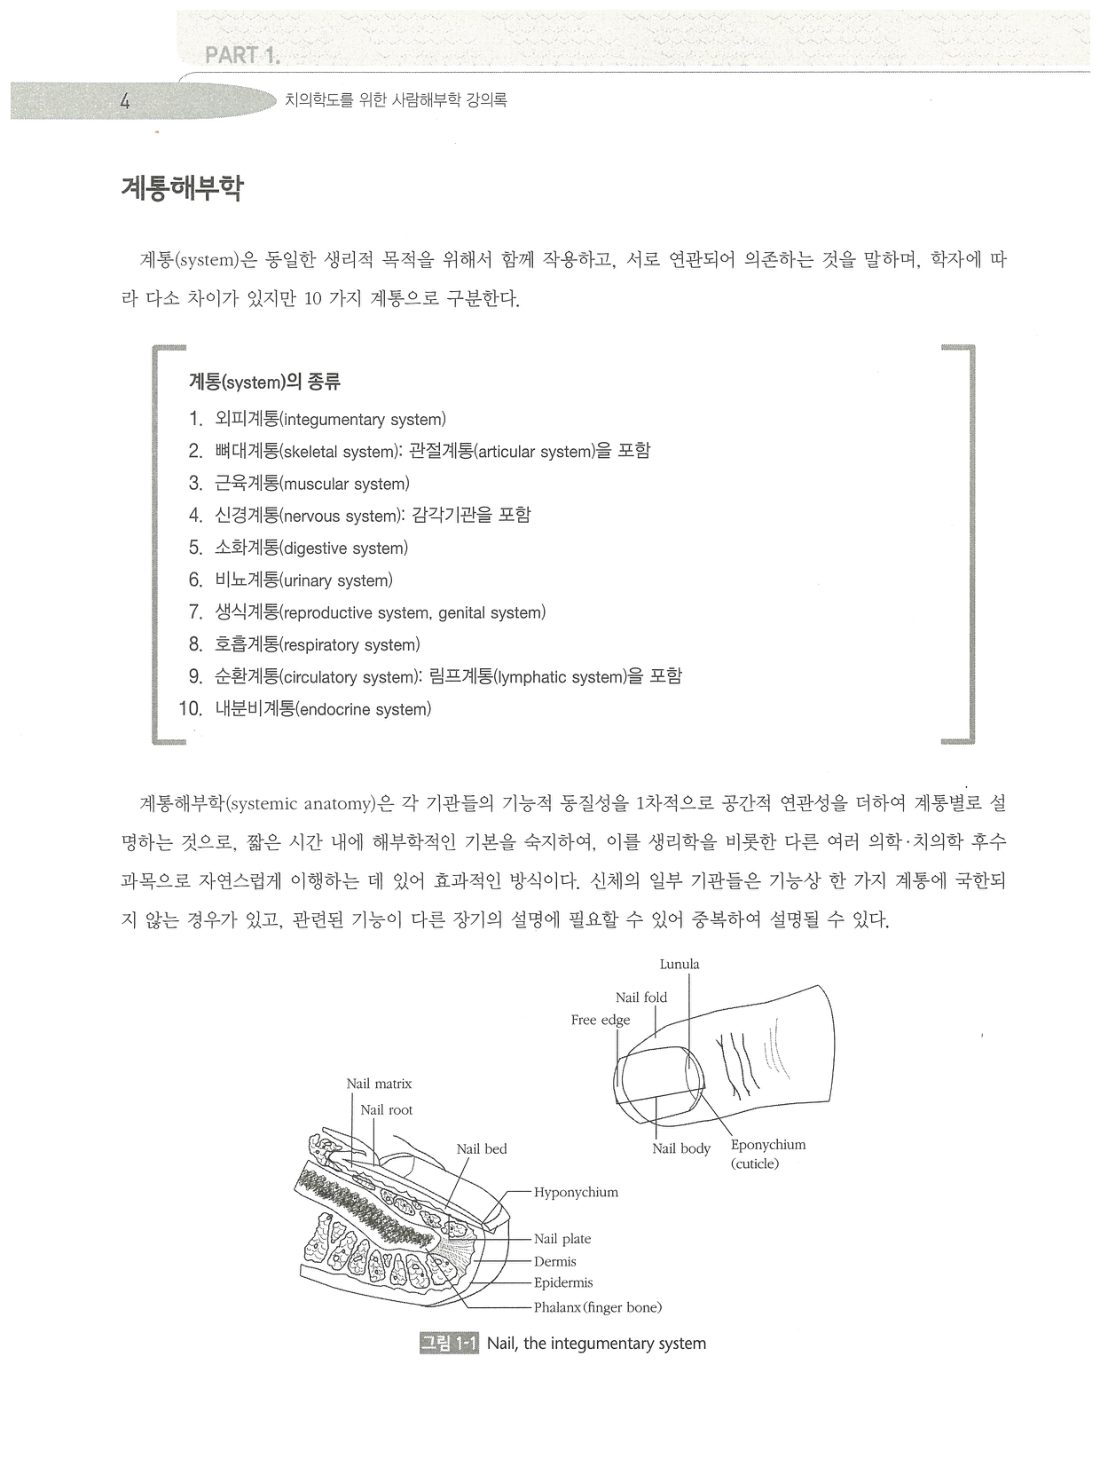 PART 1.
4
치의학도를 위한 사람해부학 강의록
계통해부학
계통(system)은 동일한 생리적 목적을 위해서 함께 작용하고, 서로 연관되어 의존하는 것을 말하며, 학자에 따
라 다소 차이가 있지만 10 가지 계통으로 구분한다.
계통(system)의 종류
1. 외피계통(integumentary system)
2. 뼈대계통(skeletal system): 관절계통(articular system)을 포함
3. 근육계통(muscular system)
4. 신경계통(nervous system): 감각기관을 포함
5. 소화계통(digestive system)
6. 비뇨계통(urinary system)
7. 생식계통(reproductive system, genital system)
8. 호흡계통(respiratory system)
9. 순환계통(circulatory system): 림프계통(lymphatic system)을 포함
10. 내분비계통(endocrine system)
계통해부학(systemic anatomy)은 각 기관들의 기능적 동질성을 1차적으로 공간적 연관성을 더하여 계통별로 설
명하는 것으로, 짧은 시간 내에 해부학적인 기본을 숙지하여, 이를 생리학을 비롯한 다른 여러 의학·치의학 후수
과목으로 자연스럽게 이행하는 데 있어 효과적인 방식이다. 신체의 일부 기관들은 기능상 한 가지 계통에 국한되
지 않는 경우가 있고, 관련된 기능이 다른 장기의 설명에 필요할 수 있어 중복하여 설명될 수 있다.
Lunula
Nail fold
Free edge
Nail body
Eponychium
(cuticle)
Nail matrix
Nail root
Nail bed
Hyponychium
Nail plate
Dermis
Epidermis
Phalanx(finger bone)
그림 1-1 Nail, the integumentary system